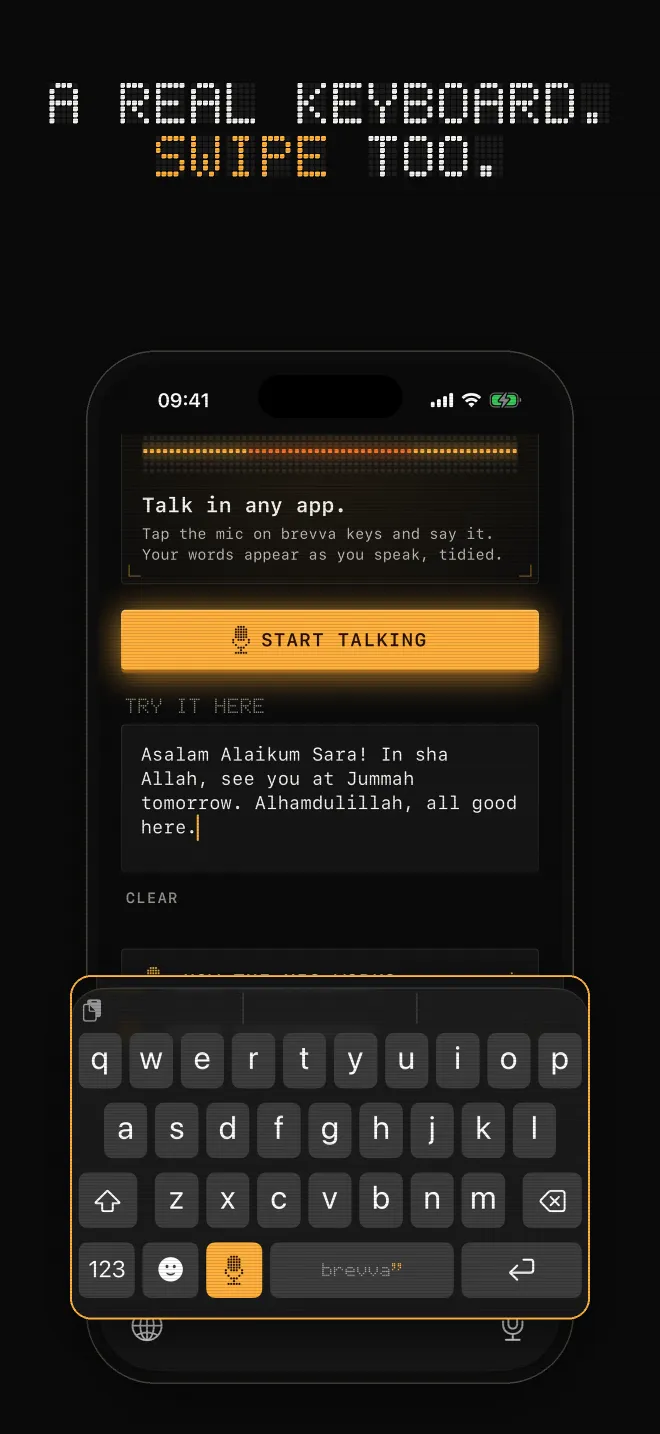 A REAL KEYBOARD.
SWIPE TOO.
09:41
Talk in any app.
Tap the mic on brevva keys and say it.
Your words appear as you speak, tidied.
START TALKING
TRY IT HERE
Asalam Alaikum Sara! In sha
Allah, see you at Jummah
tomorrow. Alhamdulillah, all good
here.
CLEAR
q w e r t y u i o p
a s d f g h j k l
z x c v b n m
123 brevva”